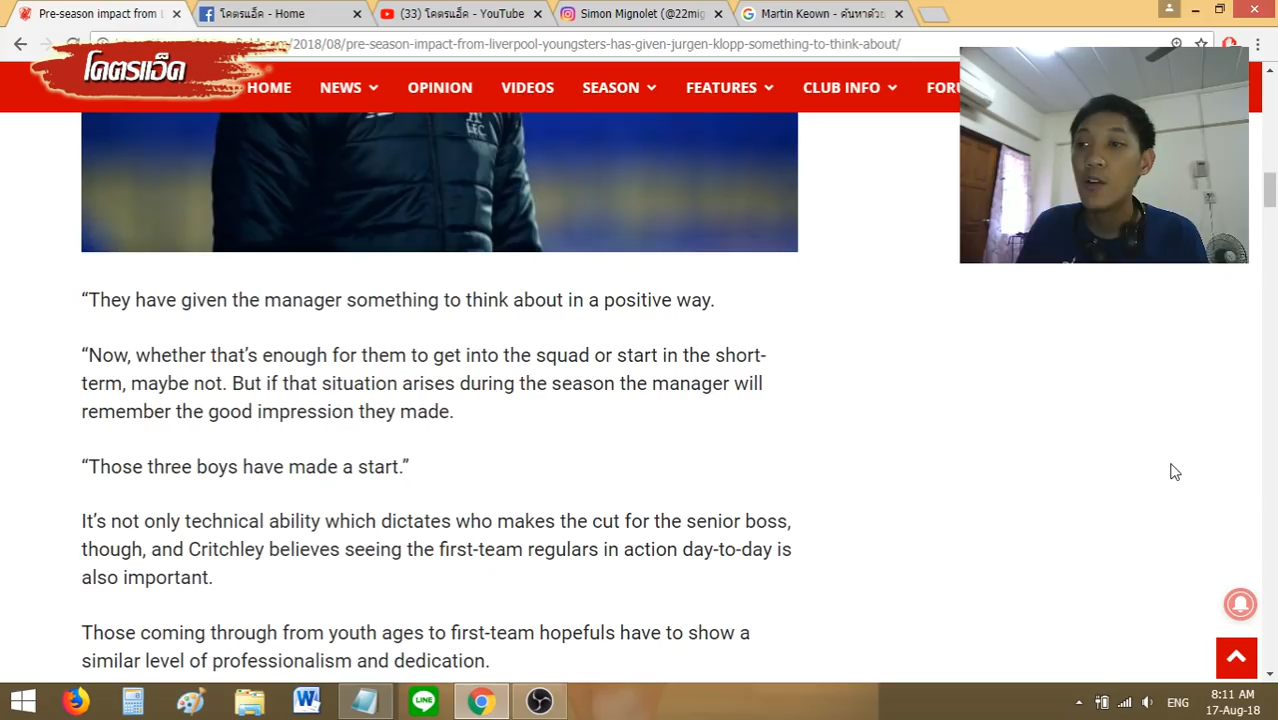 Pre-season impact from L
โคตรแอ็ด - Home
(33) โคตรแอ็ด - YouTube
Simon Mignolet (@22mig
Martin Keown - ค้นหาด้วย
.com/2018/08/pre-season-impact-from-liverpool-youngsters-has-given-jurgen-klopp-something-to-think-about/
โคตรแอ็ด
HOME NEWS OPINION VIDEOS SEASON FEATURES CLUB INFO FORU
LFC
“They have given the manager something to think about in a positive way.
“Now, whether that’s enough for them to get into the squad or start in the short-
term, maybe not. But if that situation arises during the season the manager will
remember the good impression they made.
“Those three boys have made a start.”
It’s not only technical ability which dictates who makes the cut for the senior boss,
though, and Critchley believes seeing the first-team regulars in action day-to-day is
also important.
Those coming through from youth ages to first-team hopefuls have to show a
similar level of professionalism and dedication.
LINE
ENG
8:11 AM
17-Aug-18